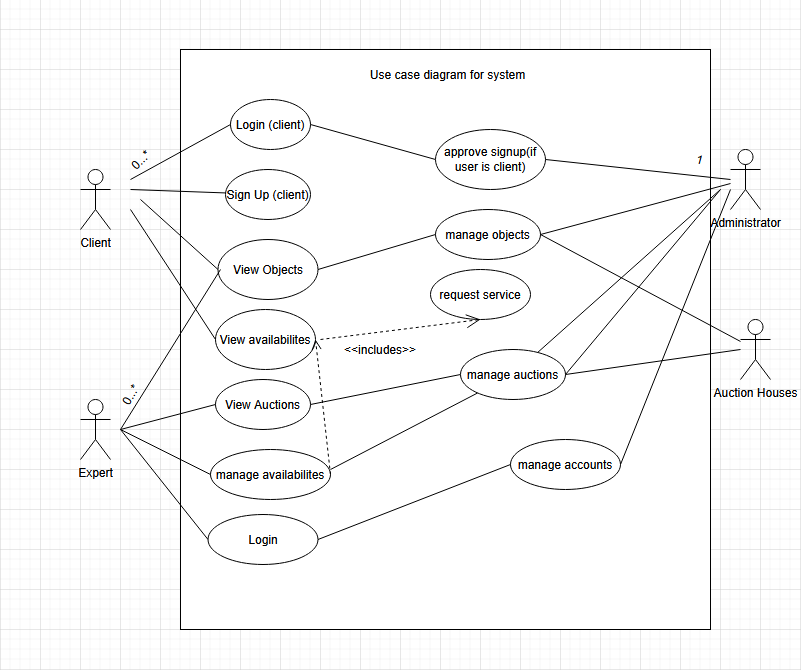 Use case diagram for system
Login (client)
0...*
approve signup(if
user is client)
1
Sign Up (client)
Client
Administrator
manage objects
View Objects
request service
View availabilites
<<includes>>
manage auctions
Auction Houses
0...*
View Auctions
Expert
manage availabilites
manage accounts
Login